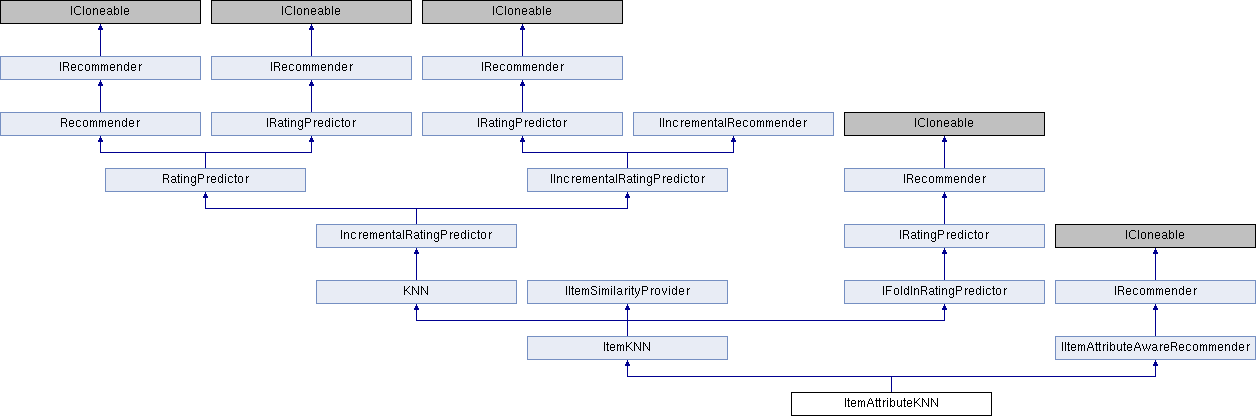 ICloneable ICloneable ICloneable
IRecommender IRecommender IRecommender
Recommender IRatingPredictor IRatingPredictor IIncrementalRecommender ICloneable
RatingPredictor IIncrementalRatingPredictor IRecommender
IncrementalRatingPredictor IRatingPredictor ICloneable
KNN IItemSimilarityProvider IFoldInRatingPredictor IRecommender
ItemKNN IItemAttributeAwareRecommender
ItemAttributeKNN